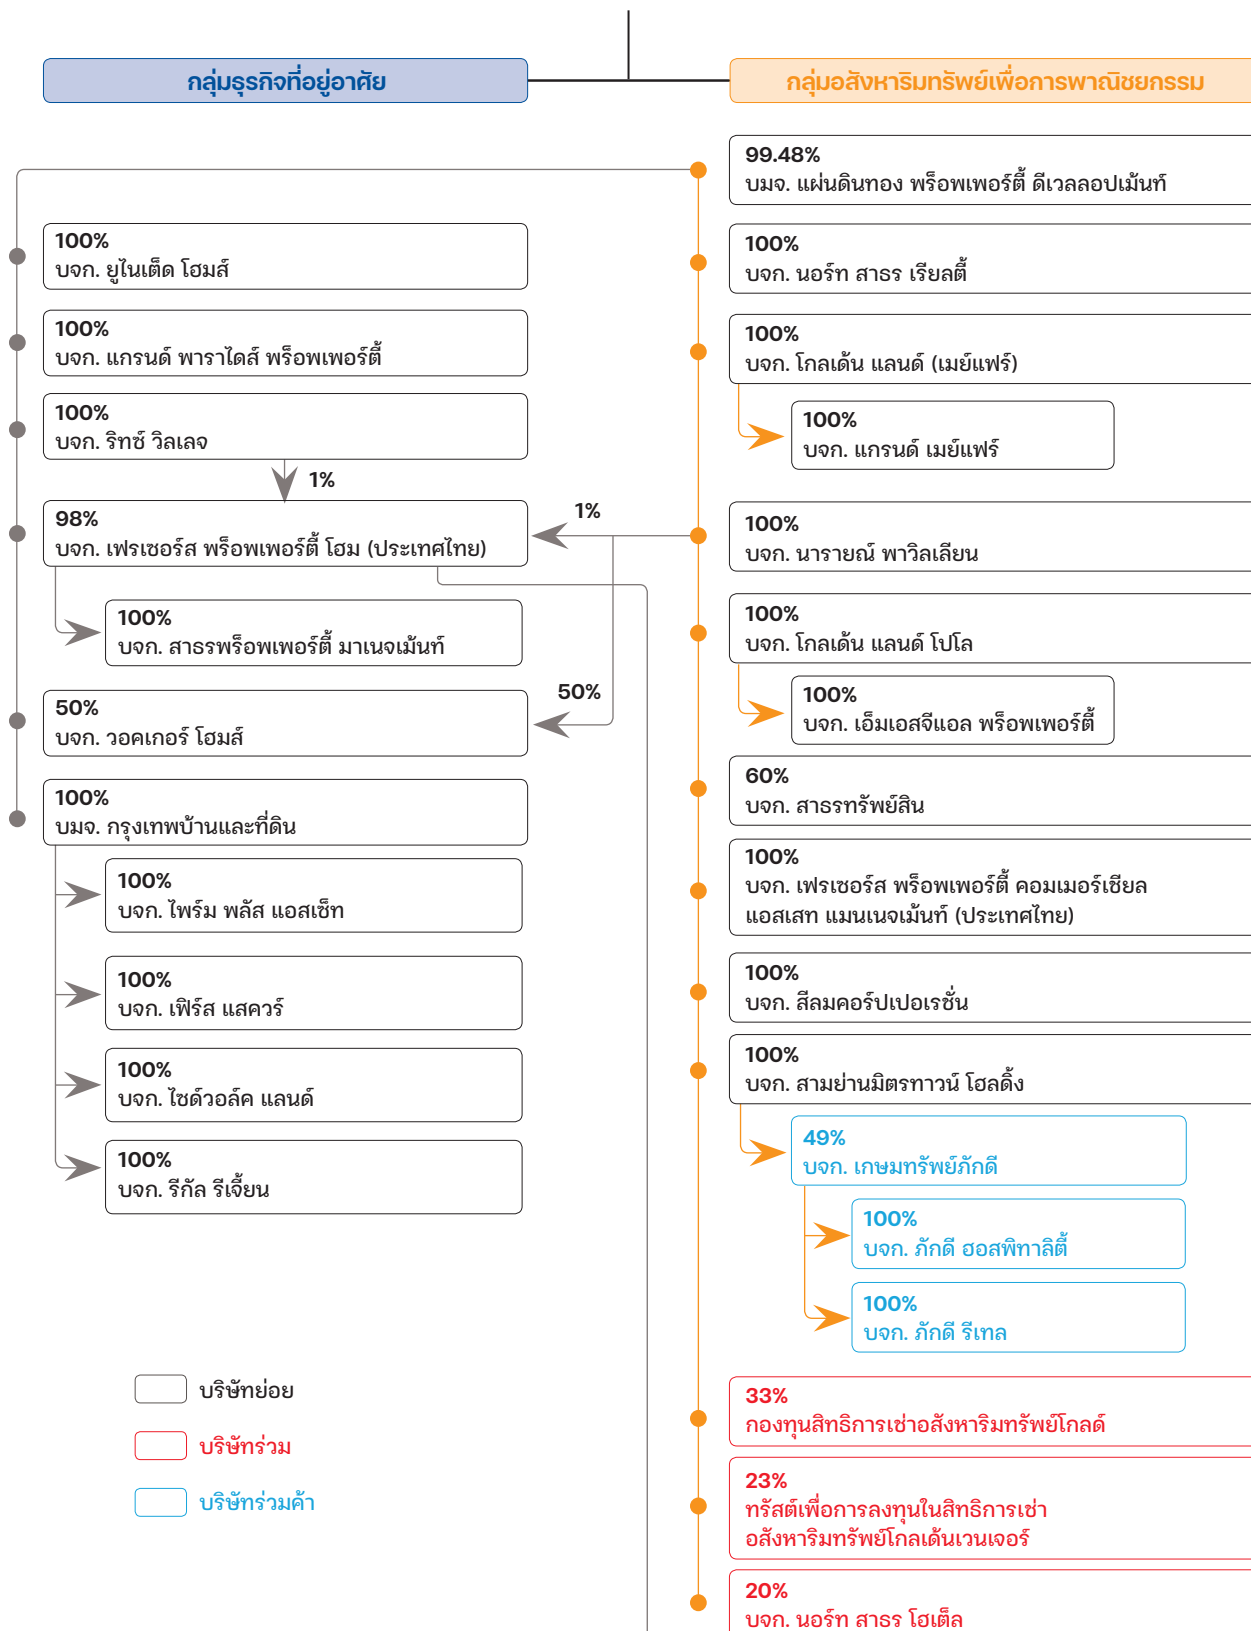 กลุ่มธุรกิจที่อยู่อาศัย
100%
บจก. ยูไนเต็ด โฮมส์
100%
บจก. แกรนด์ พาราไดส์ พร็อพเพอร์ตี้
100%
บจก. ริทซ์ วิลเลจ
1%
98%
บจก. เฟรเซอร์ส พร็อพเพอร์ตี้ โฮม (ประเทศไทย)
1%
100%
บจก. สาธรพร็อพเพอร์ตี้ มาเนจเม้นท์
50%
50%
บจก. วอคเกอร์ โฮมส์
100%
บมจ. กรุงเทพบ้านและที่ดิน
100%
บจก. ไพร์ม พลัส แอสเซ็ท
100%
บจก. เฟิร์ส แสควร์
100%
บจก. ไซด์วอล์ค แลนด์
100%
บจก. รีกัล รีเจี้ยน
บริษัทย่อย
บริษัทร่วม
บริษัทร่วมค้า
กลุ่มอสังหาริมทรัพย์เพื่อการพาณิชยกรรม
99.48%
บมจ. แผ่นดินทอง พร็อพเพอร์ตี้ ดีเวลลอปเม้นท์
100%
บจก. นอร์ท สาธร เรียลตี้
100%
บจก. โกลเด้น แลนด์ (เมย์แฟร์)
100%
บจก. แกรนด์ เมย์แฟร์
100%
บจก. นารายณ์ พาวิลเลียน
100%
บจก. โกลเด้น แลนด์ โปโล
100%
บจก. เอ็มเอสจีแอล พร็อพเพอร์ตี้
60%
บจก. สาธรทรัพย์สิน
100%
บจก. เฟรเซอร์ส พร็อพเพอร์ตี้ คอมเมอร์เชียล
แอสเสท แมนเนจเม้นท์ (ประเทศไทย)
100%
บจก. สีลมคอร์ปเปอเรชั่น
100%
บจก. สามย่านมิตรทาวน์ โฮลดิ้ง
49%
บจก. เกษมทรัพย์ภักดี
100%
บจก. ภักดี ฮอสพิทาลิตี้
100%
บจก. ภักดี รีเทล
33%
กองทุนสิทธิการเช่าอสังหาริมทรัพย์โกลด์
23%
ทรัสต์เพื่อการลงทุนในสิทธิการเช่า
อสังหาริมทรัพย์โกลเด้นเวนเจอร์
20%
บจก. นอร์ท สาธร โฮเต็ล